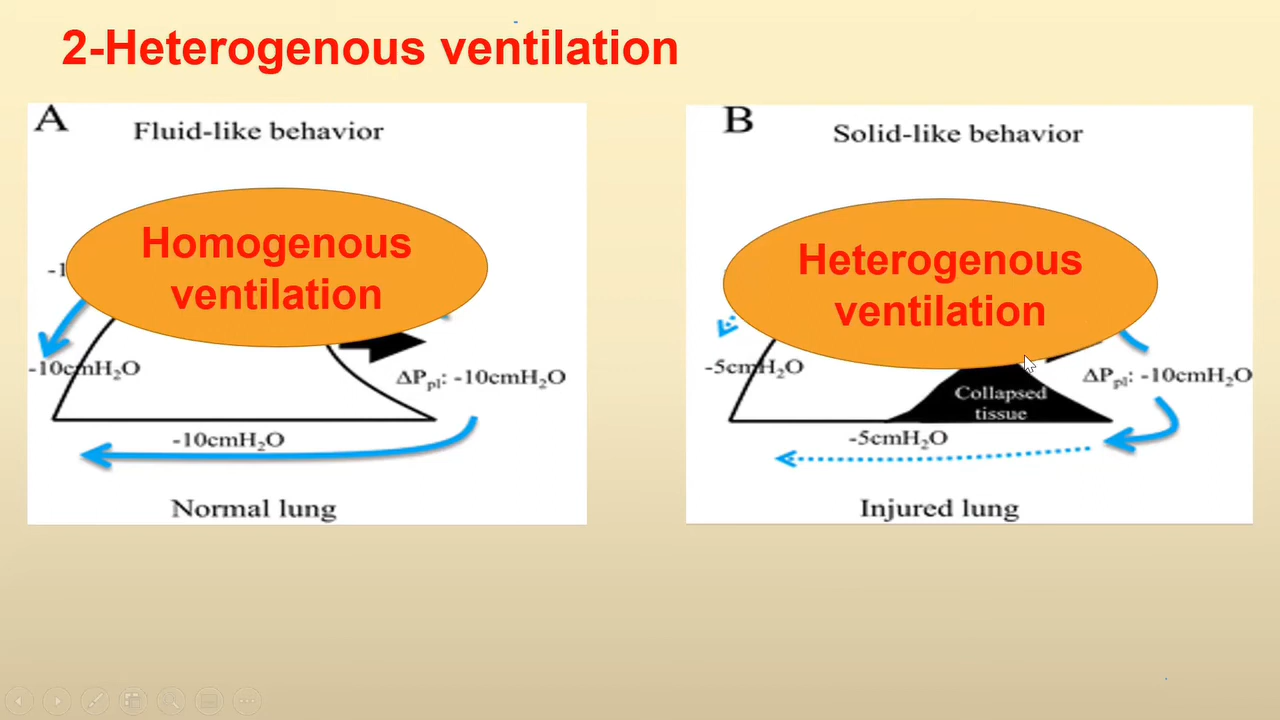 2-Heterogenous ventilation
A
Fluid-like behavior
Homogenous
ventilation
-10cmH₂O
ΔPpl: -10cmH₂O
-10cmH₂O
Normal lung
B
Solid-like behavior
Heterogenous
ventilation
-5cmH₂O
ΔPpl: -10cmH₂O
Collapsed
tissue
-5cmH₂O
Injured lung